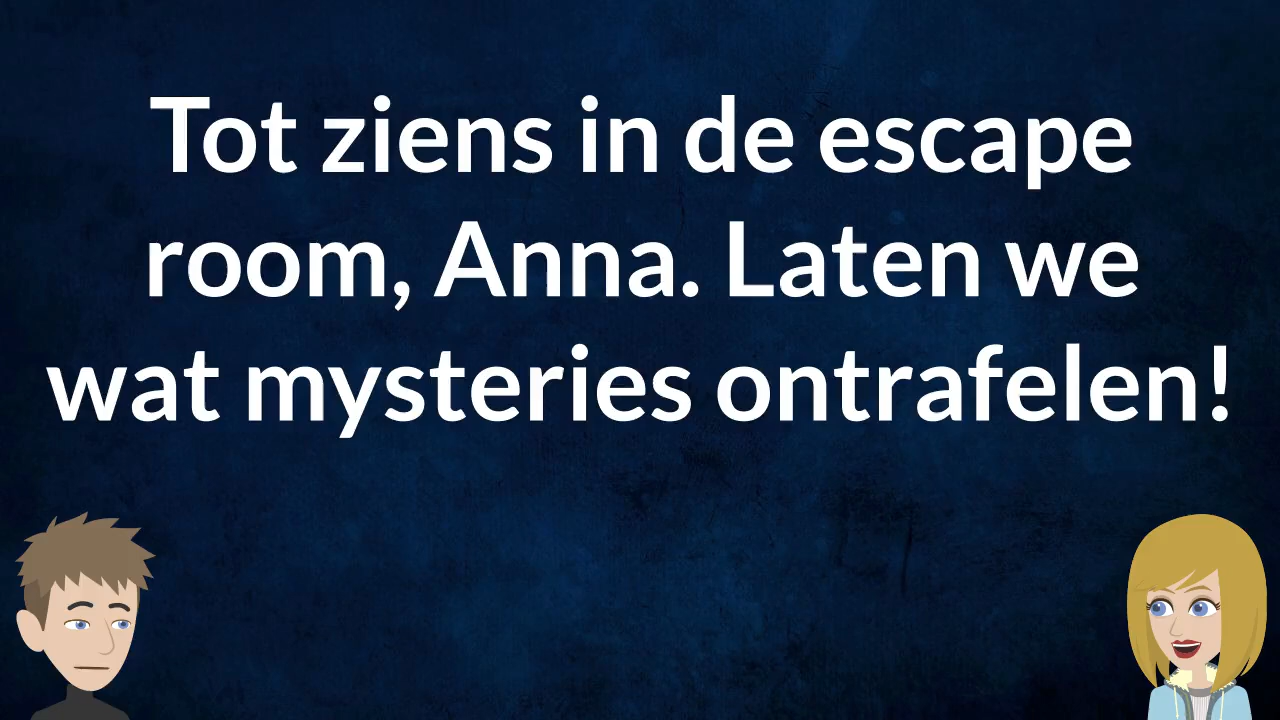 Tot ziens in de escape
room, Anna. Laten we
wat mysteries ontrafelen!